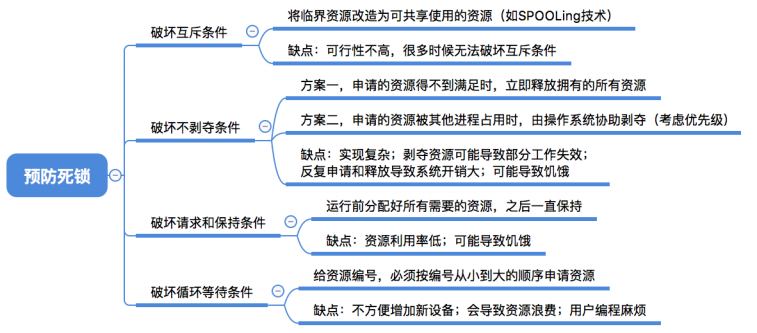 预防死锁
破坏互斥条件
将临界资源改造为可共享使用的资源（如SPOOLing技术）
缺点：可行性不高，很多时候无法破坏互斥条件
破坏不剥夺条件
方案一，申请的资源得不到满足时，立即释放拥有的所有资源
方案二，申请的资源被其他进程占用时，由操作系统协助剥夺（考虑优先级）
缺点：实现复杂；剥夺资源可能导致部分工作失效；
反复申请和释放导致系统开销大；可能导致饥饿
破坏请求和保持条件
运行前分配好所有需要的资源，之后一直保持
缺点：资源利用率低；可能导致饥饿
破坏循环等待条件
给资源编号，必须按编号从小到大的顺序申请资源
缺点：不方便增加新设备；会导致资源浪费；用户编程麻烦